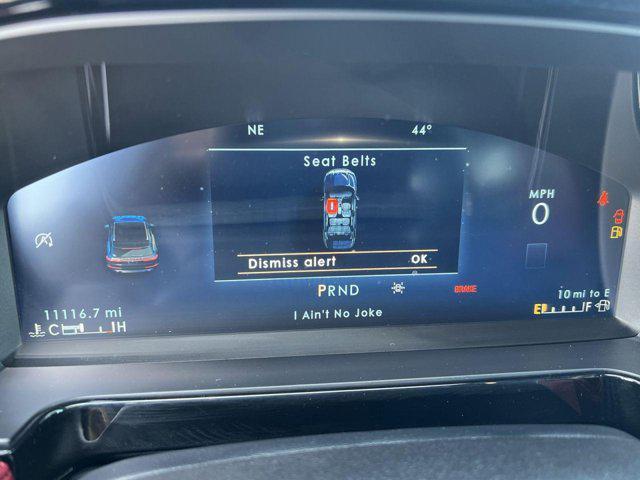 NE 44°
Seat Belts
MPH
0
Dismiss alert OK
PRND BRAKE
11116.7 mi 10 mi to E
C H I Ain't No Joke E F